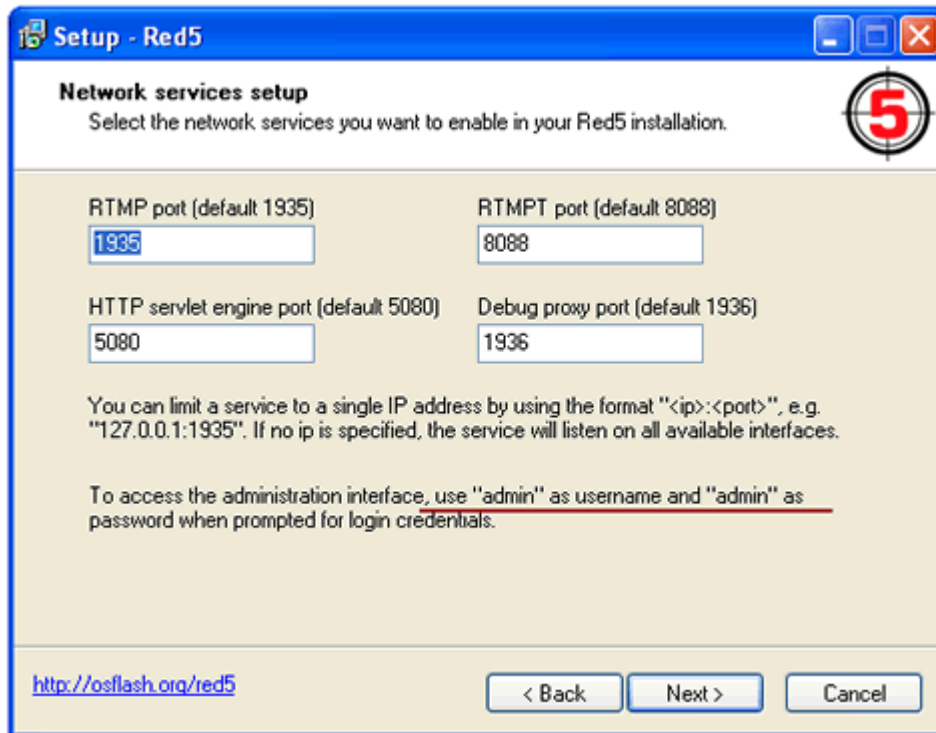 Setup - Red5
Network services setup
Select the network services you want to enable in your Red5 installation.
5
RTMP port (default 1935)
RTMPT port (default 8088)
1935
8088
HTTP servlet engine port (default 5080)
Debug proxy port (default 1936)
5080
1936
You can limit a service to a single IP address by using the format "<ip>:<port>", e.g.
"127.0.0.1:1935". If no ip is specified, the service will listen on all available interfaces.
To access the administration interface, use "admin" as username and "admin" as
password when prompted for login credentials.
http://osflash.org/red5
< Back
Next >
Cancel